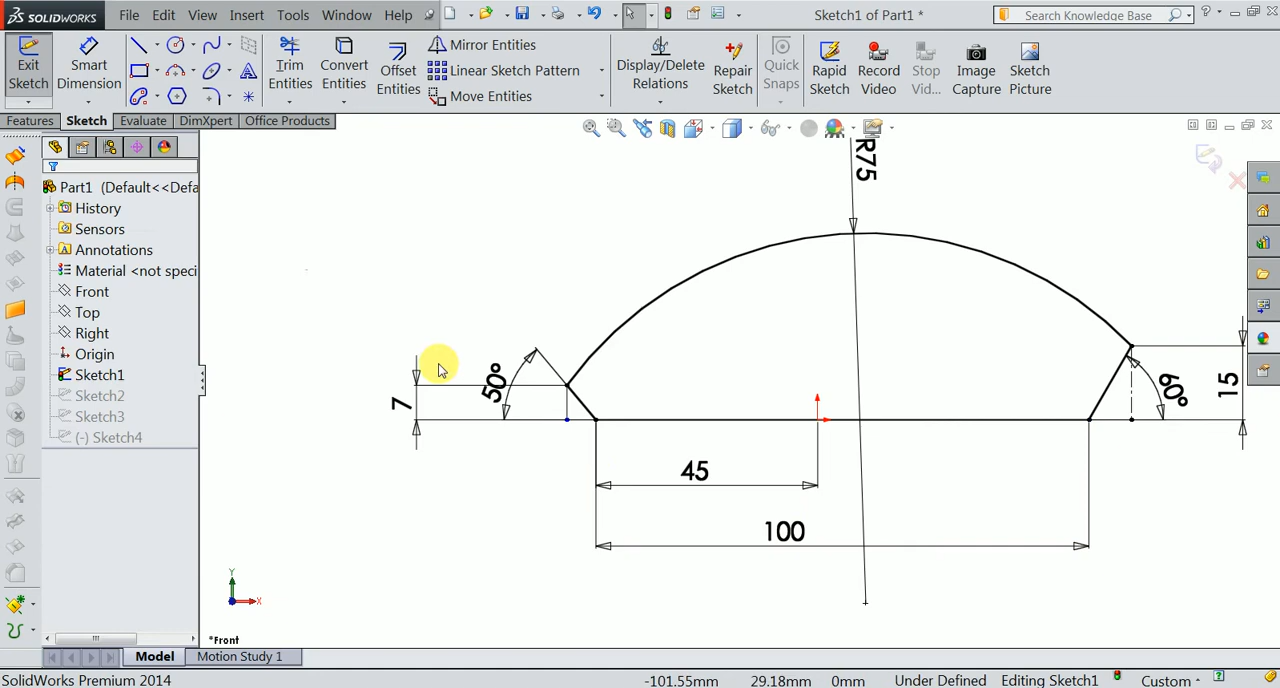 SOLIDWORKS File Edit View Insert Tools Window Help Sketch1 of Part1 * Search Knowledge Base ?
Exit Sketch
Smart Dimension
Trim Entities
Convert Entities
Offset Entities
Mirror Entities
Linear Sketch Pattern
Move Entities
Display/Delete Relations
Repair Sketch
Quick Snaps
Rapid Sketch
Record Video
Stop Vid...
Image Capture
Sketch Picture
Features Sketch Evaluate DimXpert Office Products
Part1 (Default<<Defa
History
Sensors
Annotations
Material <not speci
Front
Top
Right
Origin
Sketch1
Sketch2
Sketch3
(-) Sketch4
R75
50°
7
60°
15
45
100
Y
X
*Front
Model Motion Study 1
SolidWorks Premium 2014 -101.55mm 29.18mm 0mm Under Defined Editing Sketch1 Custom ?